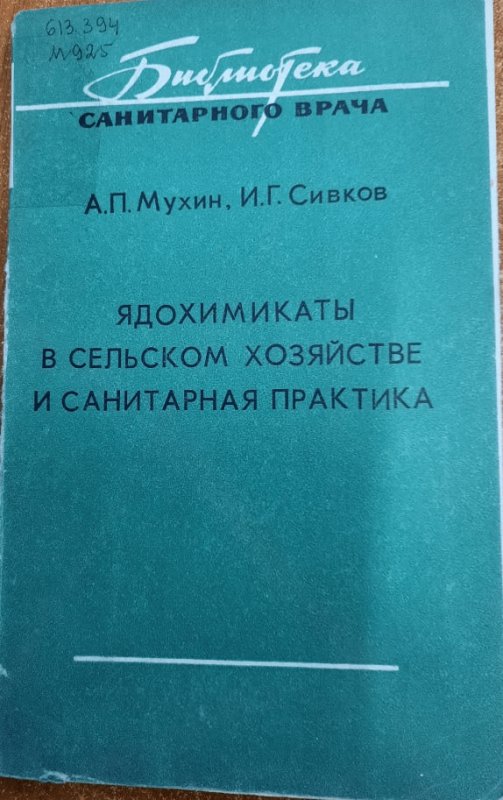 613.394
М925
Библиотека
САНИТАРНОГО ВРАЧА
А.П. Мухин, И.Г. Сивков
ЯДОХИМИКАТЫ
В СЕЛЬСКОМ ХОЗЯЙСТВЕ
И САНИТАРНАЯ ПРАКТИКА